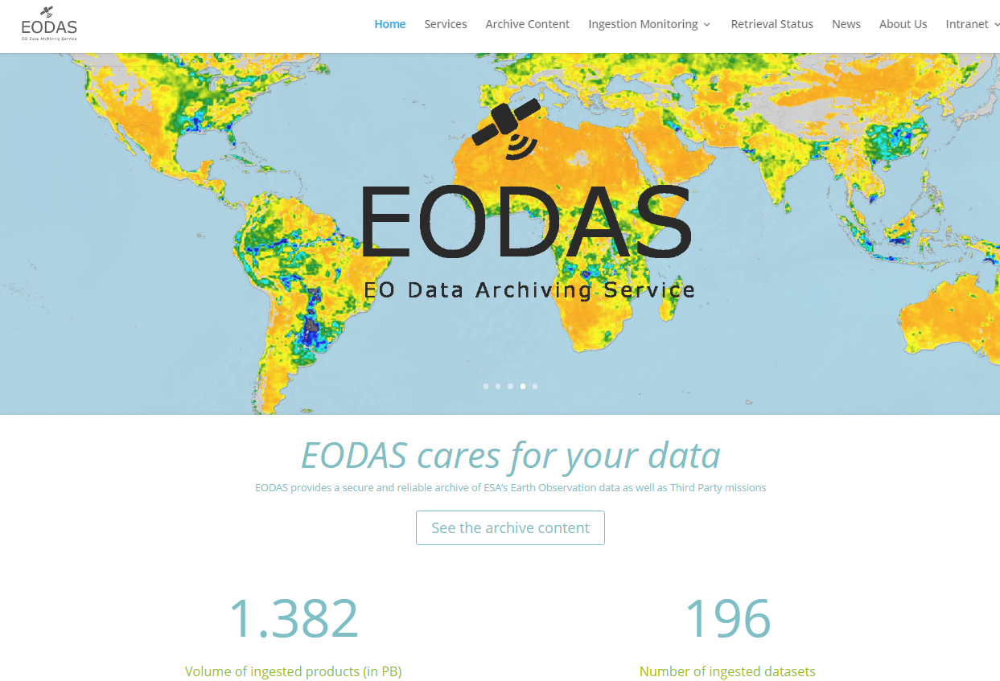 EODAS
EO Data Archiving Service
Home Services Archive Content Ingestion Monitoring Retrieval Status News About Us Intranet
EODAS
EO Data Archiving Service
EODAS cares for your data
EODAS provides a secure and reliable archive of ESA's Earth Observation data as well as Third Party missions
See the archive content
1.382 196
Volume of ingested products (in PB) Number of ingested datasets